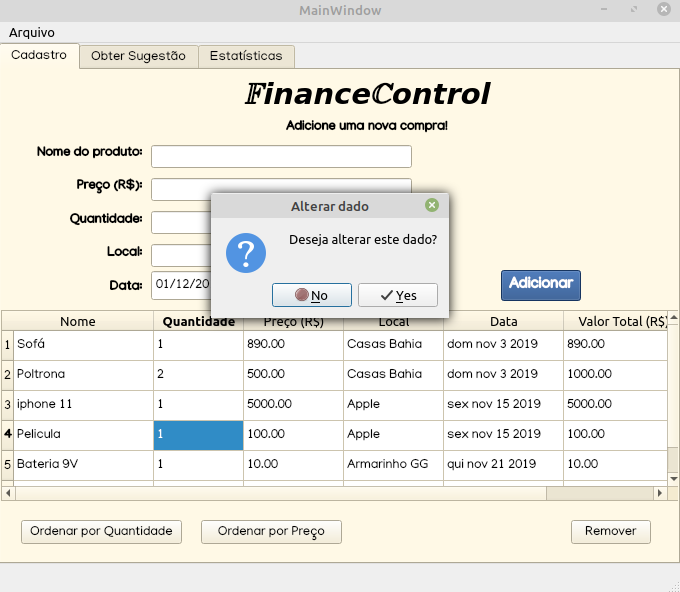 MainWindow
Arquivo
Cadastro Obter Sugestão Estatísticas
𝔽inanceℂontrol
Adicione uma nova compra!
Nome do produto:
Preço (R$):
Quantidade:
Local:
Data: 01/12/20
Adicionar
Alterar dado
Deseja alterar este dado?
No Yes
Nome Quantidade Preço (R$) Local Data Valor Total (R$)
1 Sofá 1 890.00 Casas Bahia dom nov 3 2019 890.00
2 Poltrona 2 500.00 Casas Bahia dom nov 3 2019 1000.00
3 iphone 11 1 5000.00 Apple sex nov 15 2019 5000.00
4 Pelicula 1 100.00 Apple sex nov 15 2019 100.00
5 Bateria 9V 1 10.00 Armarinho GG qui nov 21 2019 10.00
Ordenar por Quantidade Ordenar por Preço Remover